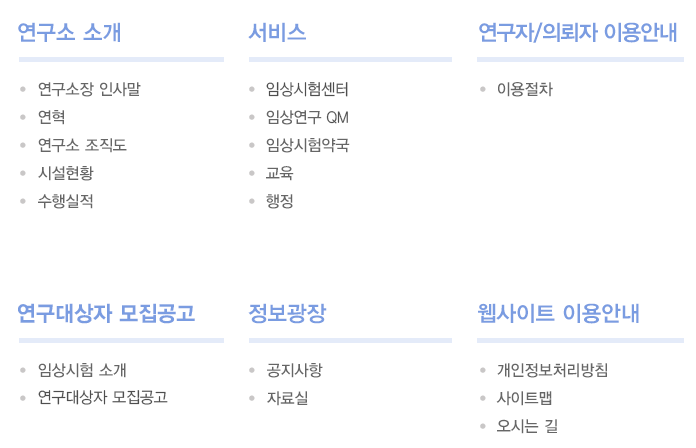 연구소 소개
연구소장 인사말
연혁
연구소 조직도
시설현황
수행실적
서비스
임상시험센터
임상연구 QM
임상시험약국
교육
행정
연구자/의뢰자 이용안내
이용절차
연구대상자 모집공고
임상시험 소개
연구대상자 모집공고
정보광장
공지사항
자료실
웹사이트 이용안내
개인정보처리방침
사이트맵
오시는 길